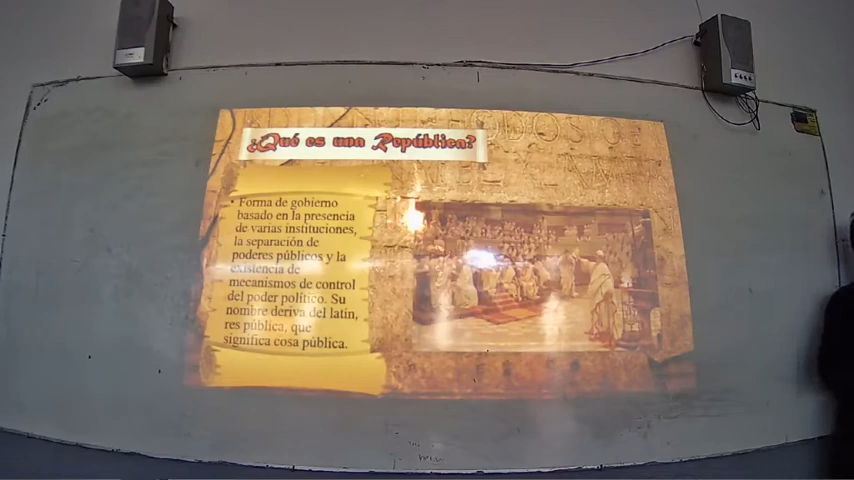 ¿Qué es una República?
• Forma de gobierno
basado en la presencia
de varias instituciones,
la separación de
poderes públicos y la
existencia de
mecanismos de control
del poder político. Su
nombre deriva del latín,
res pública, que
significa cosa pública.